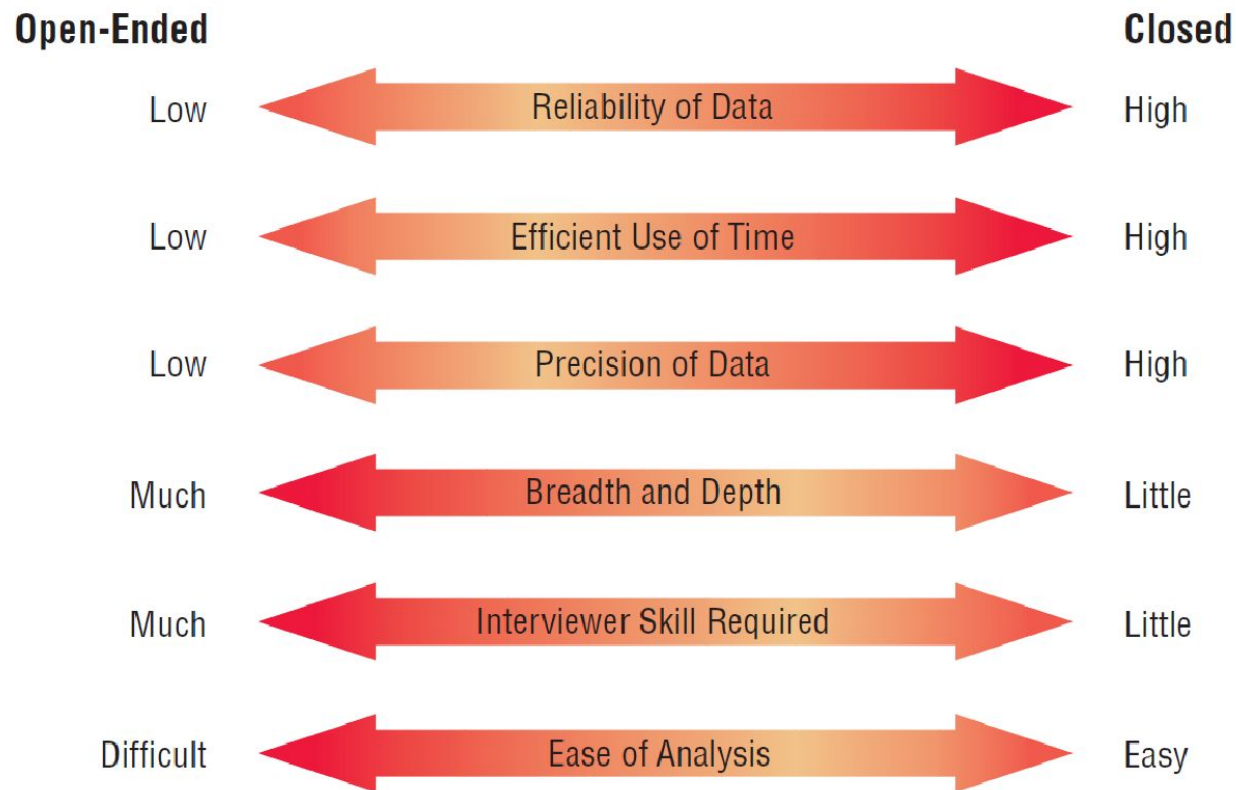 Open-Ended Closed
Low Reliability of Data High
Low Efficient Use of Time High
Low Precision of Data High
Much Breadth and Depth Little
Much Interviewer Skill Required Little
Difficult Ease of Analysis Easy